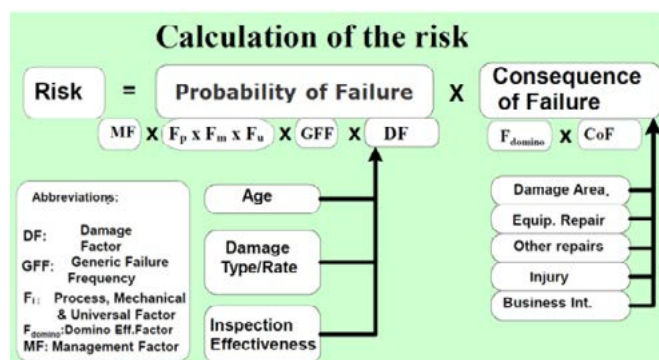 Calculation of the risk
Risk = Probability of Failure X Consequence of Failure
MF X Fp x Fm x Fu X GFF X DF
Fdomino X CoF
Abbreviations:
DF: Damage
Factor
GFF: Generic Failure
Frequency
Fi: Process, Mechanical
& Universal Factor
Fdomino:Domino Eff.Factor
MF: Management Factor
Age
Damage
Type/Rate
Inspection
Effectiveness
Damage Area.
Equip. Repair
Other repairs
Injury
Business Int.